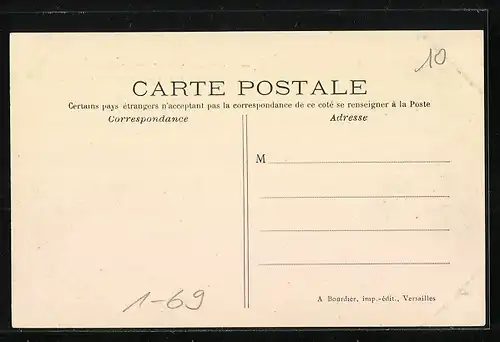 10
CARTE POSTALE
Certains pays étrangers n'acceptant pas la correspondance de ce coté se renseigner à la Poste
Correspondance
Adresse
M
1-69
A Bourdier, imp.-édit., Versailles